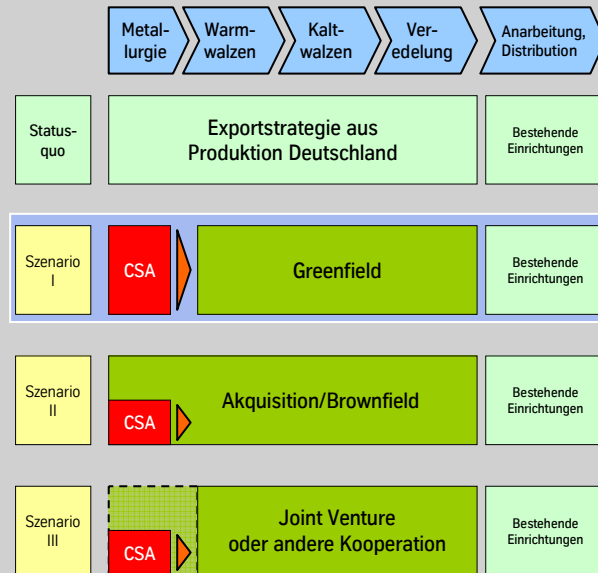 Metal-
lurgie
Warm-
walzen
Kalt-
walzen
Ver-
edelung
Anarbeitung,
Distribution
Status-
quo
Exportstrategie aus
Produktion Deutschland
Bestehende
Einrichtungen
Szenario
I
CSA
Greenfield
Bestehende
Einrichtungen
Szenario
II
CSA
Akquisition/Brownfield
Bestehende
Einrichtungen
Szenario
III
CSA
Joint Venture
oder andere Kooperation
Bestehende
Einrichtungen